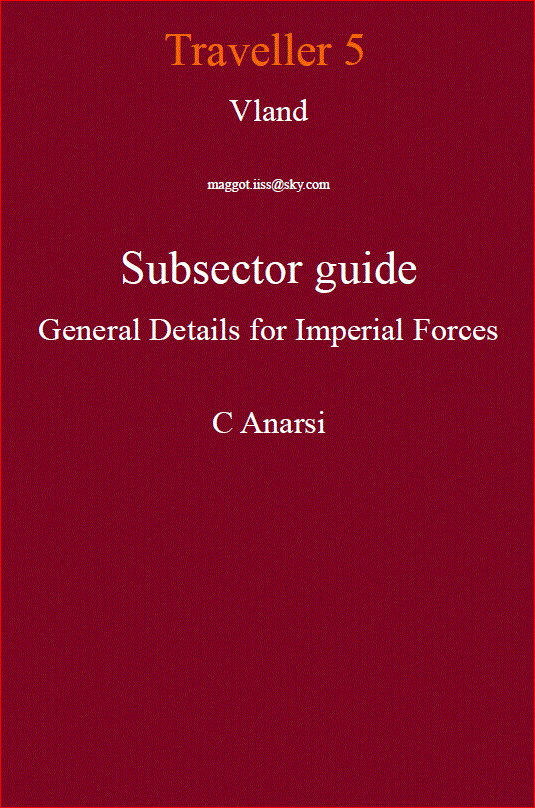 Traveller 5
Vland
maggot.iiss@sky.com
Subsector guide
General Details for Imperial Forces
C Anarsi